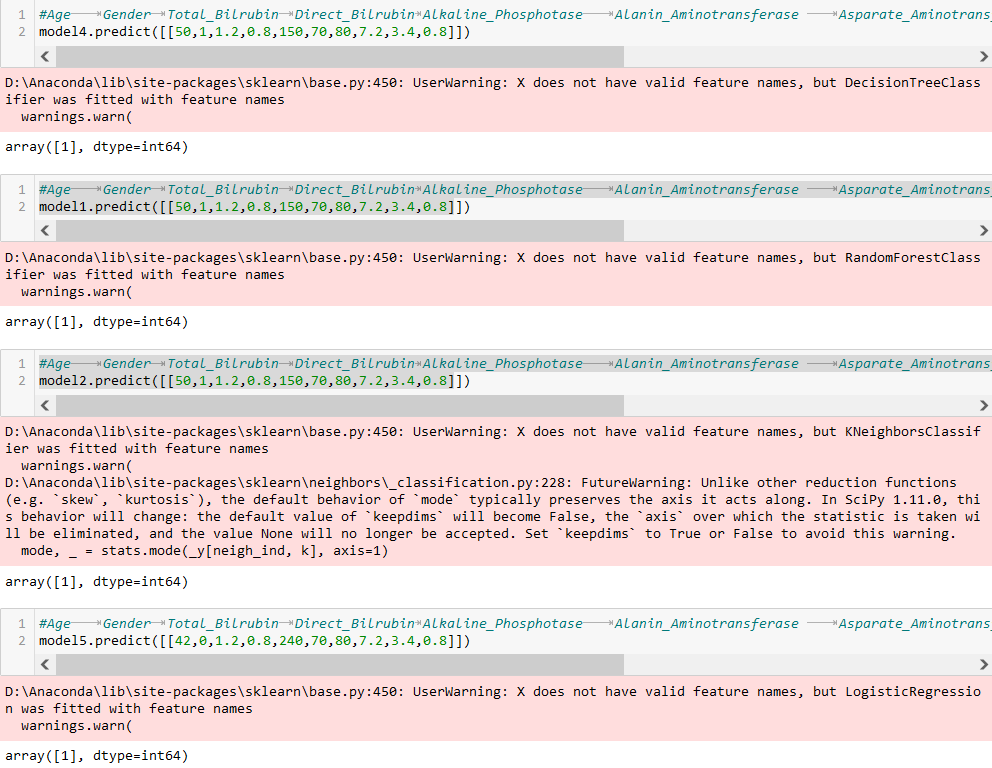 1 #Age Gender Total_Bilrubin Direct_Bilrubin Alkaline_Phosphotase Alanin_Aminotransferase Asparate_Aminotrans
2 model4.predict([[50,1,1.2,0.8,150,70,80,7.2,3.4,0.8]])
D:\Anaconda\lib\site-packages\sklearn\base.py:450: UserWarning: X does not have valid feature names, but DecisionTreeClass
ifier was fitted with feature names
warnings.warn(
array([1], dtype=int64)
1 #Age Gender Total_Bilrubin Direct_Bilrubin Alkaline_Phosphotase Alanin_Aminotransferase Asparate_Aminotrans
2 model1.predict([[50,1,1.2,0.8,150,70,80,7.2,3.4,0.8]])
D:\Anaconda\lib\site-packages\sklearn\base.py:450: UserWarning: X does not have valid feature names, but RandomForestClass
ifier was fitted with feature names
warnings.warn(
array([1], dtype=int64)
1 #Age Gender Total_Bilrubin Direct_Bilrubin Alkaline_Phosphotase Alanin_Aminotransferase Asparate_Aminotrans
2 model2.predict([[50,1,1.2,0.8,150,70,80,7.2,3.4,0.8]])
D:\Anaconda\lib\site-packages\sklearn\base.py:450: UserWarning: X does not have valid feature names, but KNeighborsClassif
ier was fitted with feature names
warnings.warn(
D:\Anaconda\lib\site-packages\sklearn\neighbors\_classification.py:228: FutureWarning: Unlike other reduction functions
(e.g. `skew`, `kurtosis`), the default behavior of `mode` typically preserves the axis it acts along. In SciPy 1.11.0, thi
s behavior will change: the default value of `keepdims` will become False, the `axis` over which the statistic is taken wi
ll be eliminated, and the value None will no longer be accepted. Set `keepdims` to True or False to avoid this warning.
mode, _ = stats.mode(_y[neigh_ind, k], axis=1)
array([1], dtype=int64)
1 #Age Gender Total_Bilrubin Direct_Bilrubin Alkaline_Phosphotase Alanin_Aminotransferase Asparate_Aminotrans
2 model5.predict([[42,0,1.2,0.8,240,70,80,7.2,3.4,0.8]])
D:\Anaconda\lib\site-packages\sklearn\base.py:450: UserWarning: X does not have valid feature names, but LogisticRegressio
n was fitted with feature names
warnings.warn(
array([1], dtype=int64)